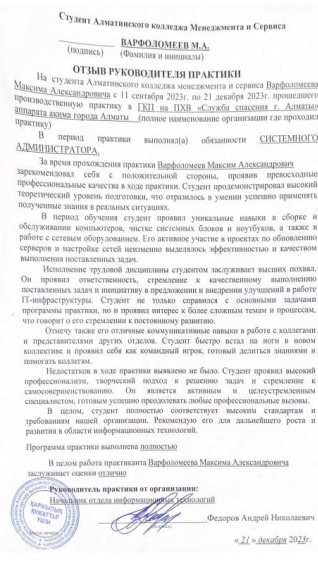 Студент Алматинского колледжа Менеджмента и Сервиса
ВАРФОЛОМЕЕВ М.А.
(подпись) (Фамилия и инициалы)
ОТЗЫВ РУКОВОДИТЕЛЯ ПРАКТИКИ
На студента Алматинского колледжа менеджмента и сервиса Варфоломеева
Максима Александровича с 11 сентября 2023г. по 21 декабря 2023г. прошедшего
производственную практику в ГКП на ПХВ «Служба спасения г. Алматы»
аппарата акима города Алматы (полное наименование организации где проходил
практику)
В период практики выполнял(а) обязанности СИСТЕМНОГО
АДМИНИСТРАТОРА.
За время прохождения практики Варфоломеев Максим Александрович
зарекомендовал себя с положительной стороны, проявив превосходные
профессиональные качества в ходе практики. Студент продемонстрировал высокий
теоретический уровень подготовки, что отразилось в умении успешно применять
полученные знания в реальных ситуациях.
В период обучения студент проявил уникальные навыки в сборке и
обслуживании компьютеров, чистке системных блоков и ноутбуков, а также в
работе с сетевым оборудованием. Его активное участие в проектах по обновлению
серверов и настройке сетей неизменно выделялось эффективностью и качеством
выполнения поставленных задач.
Исполнение трудовой дисциплины студентом заслуживает высших похвал.
Он проявил ответственность, стремление к качественному выполнению
поставленных задач и инициативу в предложении и внедрении улучшений в работе
IT-инфраструктуры. Студент не только справился с основными задачами
программы практики, но и проявил интерес к более сложным темам и процессам,
что говорит о его стремлении к постоянному развитию.
Отмечу также его отличные коммуникативные навыки в работе с коллегами
и представителями других отделов. Студент быстро встал на ноги в новом
коллективе и проявил себя как командный игрок, готовый делиться знаниями и
помогать коллегам.
Недостатков в ходе практики выявлено не было. Студент проявил высокий
профессионализм, творческий подход к решению задач и стремление к
самосовершенствованию. Он является активным и целеустремленным
специалистом, готовым успешно преодолевать любые профессиональные вызовы.
В целом, студент полностью соответствует высоким стандартам и
требованиям нашей организации. Рекомендую его для дальнейшего роста и
развития в области информационных технологий.
Программа практики выполнена полностью
В целом работа практиканта Варфоломеева Максима Александровича
заслуживает оценки отлично
Руководитель практики от организации:
Начальник отдела информационных технологий
Федоров Андрей Николаевич
ҚАРЖЫЛЫҚ
ҚҰЖАТТАР
ҮШІН
« 21 » декабря 2023г.